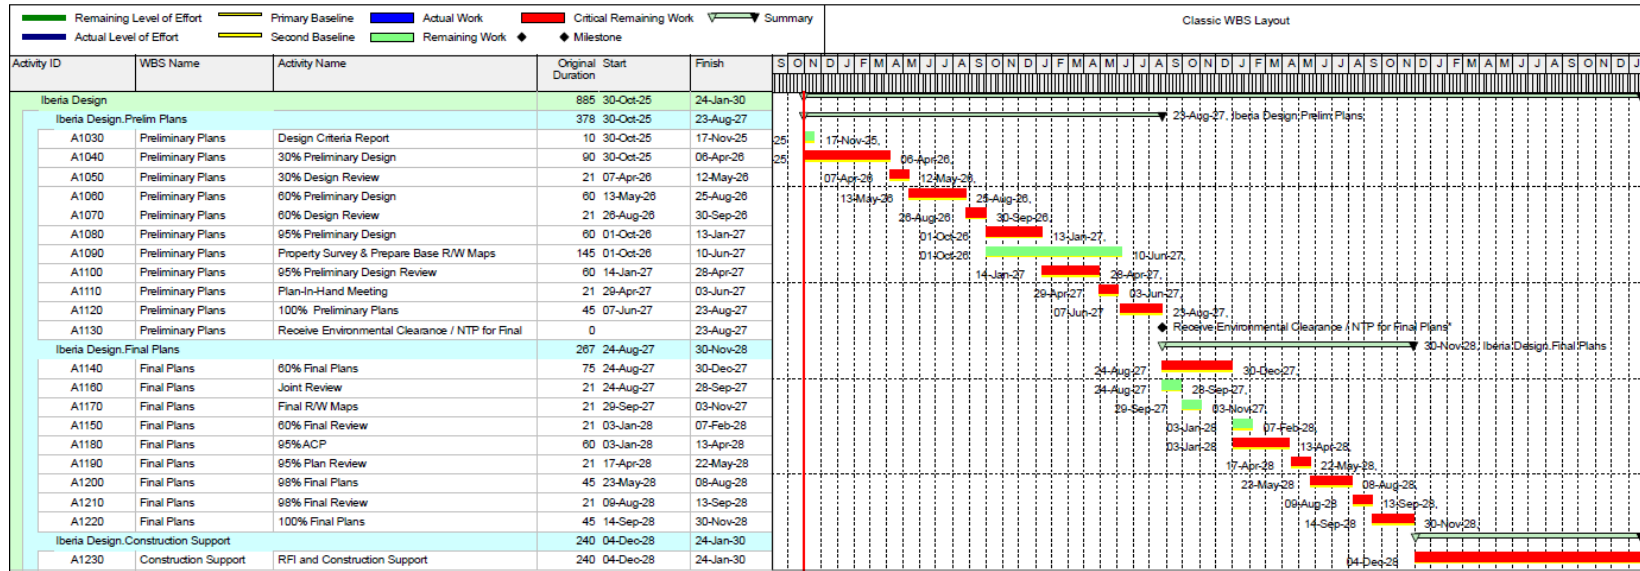 Remaining Level of Effort Primary Baseline Actual Work Critical Remaining Work Summary
Actual Level of Effort Second Baseline Remaining Work Milestone
Classic WBS Layout
Activity ID WBS Name Activity Name Original Duration Start Finish S O N D J F M A M J J A S O N D J F M A M J J A S O N D J F M A M J J A S O N D J F M A M J J A S O N D J
Iberia Design 885 30-Oct-25 24-Jan-30
Iberia Design.Prelim Plans 378 30-Oct-25 23-Aug-27 23-Aug-27, Iberia Design.Prelim Plans
A1030 Preliminary Plans Design Criteria Report 10 30-Oct-25 17-Nov-25 25 17-Nov-25,
A1040 Preliminary Plans 30% Preliminary Design 90 30-Oct-25 06-Apr-26 25 06-Apr-26,
A1050 Preliminary Plans 30% Design Review 21 07-Apr-26 12-May-26 07-Apr-26 12-May-26,
A1060 Preliminary Plans 60% Preliminary Design 60 13-May-26 25-Aug-26 13-May-26 25-Aug-26,
A1070 Preliminary Plans 60% Design Review 21 26-Aug-26 30-Sep-26 26-Aug-26 30-Sep-26,
A1080 Preliminary Plans 95% Preliminary Design 60 01-Oct-26 13-Jan-27 01-Oct-26 13-Jan-27,
A1090 Preliminary Plans Property Survey & Prepare Base R/W Maps 145 01-Oct-26 10-Jun-27 01-Oct-26 10-Jun-27,
A1100 Preliminary Plans 95% Preliminary Design Review 60 14-Jan-27 28-Apr-27 14-Jan-27 28-Apr-27,
A1110 Preliminary Plans Plan-In-Hand Meeting 21 29-Apr-27 03-Jun-27 29-Apr-27 03-Jun-27,
A1120 Preliminary Plans 100% Preliminary Plans 45 07-Jun-27 23-Aug-27 07-Jun-27 23-Aug-27,
A1130 Preliminary Plans Receive Environmental Clearance / NTP for Final 0 23-Aug-27 Receive Environmental Clearance / NTP for Final Plans*
Iberia Design.Final Plans 267 24-Aug-27 30-Nov-28 30-Nov-28, Iberia Design.Final Plans
A1140 Final Plans 60% Final Plans 75 24-Aug-27 30-Dec-27 24-Aug-27 30-Dec-27,
A1160 Final Plans Joint Review 21 24-Aug-27 28-Sep-27 24-Aug-27 28-Sep-27,
A1170 Final Plans Final R/W Maps 21 29-Sep-27 03-Nov-27 29-Sep-27 03-Nov-27,
A1150 Final Plans 60% Final Review 21 03-Jan-28 07-Feb-28 03-Jan-28 07-Feb-28,
A1180 Final Plans 95% ACP 60 03-Jan-28 13-Apr-28 03-Jan-28 13-Apr-28,
A1190 Final Plans 95% Plan Review 21 17-Apr-28 22-May-28 17-Apr-28 22-May-28,
A1200 Final Plans 98% Final Plans 45 23-May-28 08-Aug-28 23-May-28 08-Aug-28,
A1210 Final Plans 98% Final Review 21 09-Aug-28 13-Sep-28 09-Aug-28 13-Sep-28,
A1220 Final Plans 100% Final Plans 45 14-Sep-28 30-Nov-28 14-Sep-28 30-Nov-28,
Iberia Design.Construction Support 240 04-Dec-28 24-Jan-30
A1230 Construction Support RFI and Construction Support 240 04-Dec-28 24-Jan-30 04-Dec-28